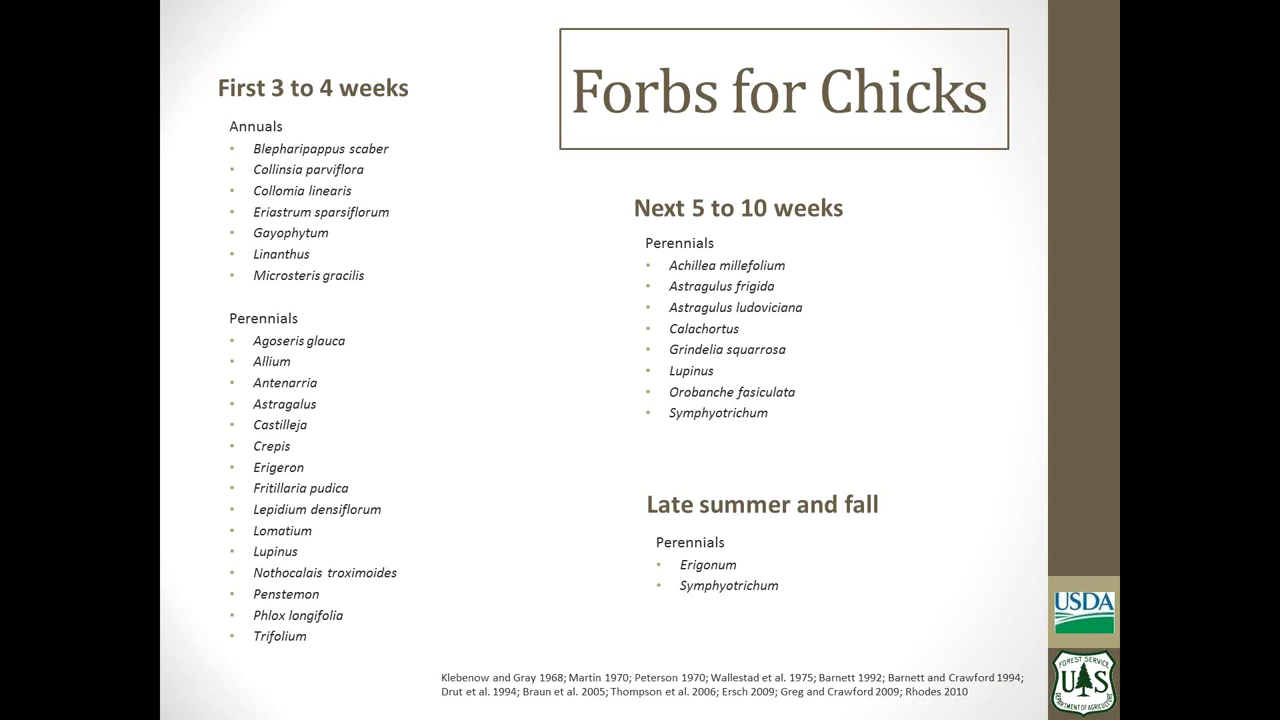 Forbs for Chicks
First 3 to 4 weeks
Annuals
• Blepharipappus scaber
• Collinsia parviflora
• Collomia linearis
• Eriastrum sparsiflorum
• Gayophytum
• Linanthus
• Microsteris gracilis
Perennials
• Agoseris glauca
• Allium
• Antenarria
• Astragalus
• Castilleja
• Crepis
• Erigeron
• Fritillaria pudica
• Lepidium densiflorum
• Lomatium
• Lupinus
• Nothocalais troximoides
• Penstemon
• Phlox longifolia
• Trifolium
Next 5 to 10 weeks
Perennials
• Achillea millefolium
• Astragulus frigida
• Astragulus ludoviciana
• Calachortus
• Grindelia squarrosa
• Lupinus
• Orobanche fasiculata
• Symphyotrichum
Late summer and fall
Perennials
• Erigonum
• Symphyotrichum
Klebenow and Gray 1968; Martin 1970; Peterson 1970; Wallestad et al. 1975; Barnett 1992; Barnett and Crawford 1994;
Drut et al. 1994; Braun et al. 2005; Thompson et al. 2006; Ersch 2009; Greg and Crawford 2009; Rhodes 2010
USDA
FOREST SERVICE
U S
DEPARTMENT OF AGRICULTURE